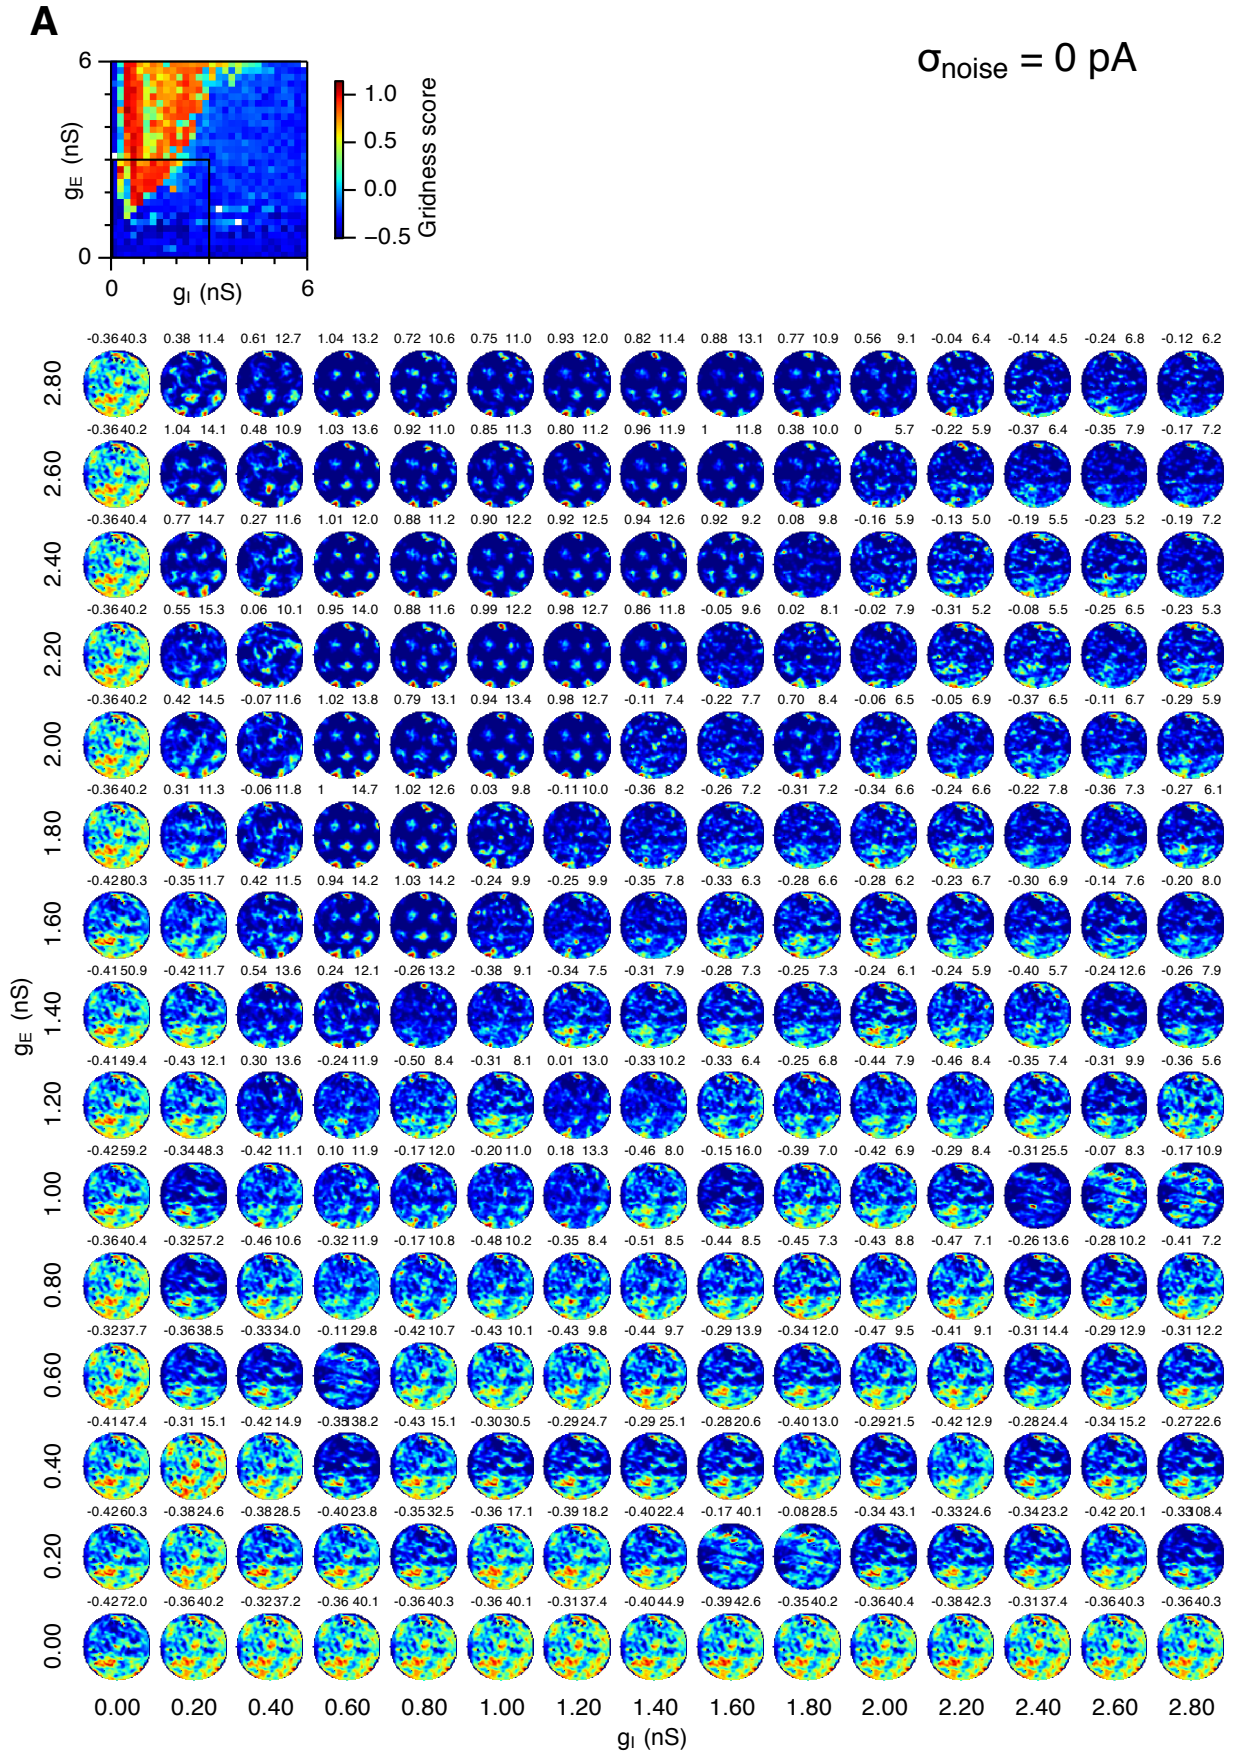 A
σnoise = 0 pA
6
gE (nS)
0
0
6
gI (nS)
1.0
0.5
0.0
−0.5
Gridness score
-0.36 40.3 0.38 11.4 0.61 12.7 1.04 13.2 0.72 10.6 0.75 11.0 0.93 12.0 0.82 11.4 0.88 13.1 0.77 10.9 0.56 9.1 -0.04 6.4 -0.14 4.5 -0.24 6.8 -0.12 6.2
2.80
-0.36 40.2 1.04 14.1 0.48 10.9 1.03 13.6 0.92 11.0 0.85 11.3 0.80 11.2 0.96 11.9 1 11.8 0.38 10.0 0 5.7 -0.22 5.9 -0.37 6.4 -0.35 7.9 -0.17 7.2
2.60
-0.36 40.4 0.77 14.7 0.27 11.6 1.01 12.0 0.88 11.2 0.90 12.2 0.92 12.5 0.94 12.6 0.92 9.2 0.08 9.8 -0.16 5.9 -0.13 5.0 -0.19 5.5 -0.23 5.2 -0.19 7.2
2.40
-0.36 40.2 0.55 15.3 0.06 10.1 0.95 14.0 0.88 11.6 0.99 12.2 0.98 12.7 0.86 11.8 -0.05 9.6 0.02 8.1 -0.02 7.9 -0.31 5.2 -0.08 5.5 -0.25 6.5 -0.23 5.3
2.20
-0.36 40.2 0.42 14.5 -0.07 11.6 1.02 13.8 0.79 13.1 0.94 13.4 0.98 12.7 -0.11 7.4 -0.22 7.7 0.70 8.4 -0.06 6.5 -0.05 6.9 -0.37 6.5 -0.11 6.7 -0.29 5.9
2.00
-0.36 40.2 0.31 11.3 -0.06 11.8 1 14.7 1.02 12.6 0.03 9.8 -0.11 10.0 -0.36 8.2 -0.26 7.2 -0.31 7.2 -0.34 6.6 -0.24 6.6 -0.22 7.8 -0.36 7.3 -0.27 6.1
1.80
-0.42 80.3 -0.35 11.7 0.42 11.5 0.94 14.2 1.03 14.2 -0.24 9.9 -0.25 9.9 -0.35 7.8 -0.33 6.3 -0.28 6.6 -0.28 6.2 -0.23 6.7 -0.30 6.9 -0.14 7.6 -0.20 8.0
1.60
-0.41 50.9 -0.42 11.7 0.54 13.6 0.24 12.1 -0.26 13.2 -0.38 9.1 -0.34 7.5 -0.31 7.9 -0.28 7.3 -0.25 7.3 -0.24 6.1 -0.24 5.9 -0.40 5.7 -0.24 12.6 -0.26 7.9
1.40
-0.41 49.4 -0.43 12.1 0.30 13.6 -0.24 11.9 -0.50 8.4 -0.31 8.1 0.01 13.0 -0.33 10.2 -0.33 6.4 -0.25 6.8 -0.44 7.9 -0.46 8.4 -0.35 7.4 -0.31 9.9 -0.36 5.6
gE (nS)
1.20
-0.42 59.2 -0.34 48.3 -0.42 11.1 0.10 11.9 -0.17 12.0 -0.20 11.0 0.18 13.3 -0.46 8.0 -0.15 16.0 -0.39 7.0 -0.42 6.9 -0.29 8.4 -0.31 25.5 -0.07 8.3 -0.17 10.9
1.00
-0.36 40.4 -0.32 57.2 -0.46 10.6 -0.32 11.9 -0.17 10.8 -0.48 10.2 -0.35 8.4 -0.51 8.5 -0.44 8.5 -0.45 7.3 -0.43 8.8 -0.47 7.1 -0.26 13.6 -0.28 10.2 -0.41 7.2
0.80
-0.32 37.7 -0.36 38.5 -0.33 34.0 -0.11 29.8 -0.42 10.7 -0.43 10.1 -0.43 9.8 -0.44 9.7 -0.29 13.9 -0.34 12.0 -0.47 9.5 -0.41 9.1 -0.31 14.4 -0.29 12.9 -0.31 12.2
0.60
-0.41 47.4 -0.31 15.1 -0.42 14.9 -0.35 138.2 -0.43 15.1 -0.30 30.5 -0.29 24.7 -0.29 25.1 -0.28 20.6 -0.40 13.0 -0.29 21.5 -0.42 12.9 -0.28 24.4 -0.34 15.2 -0.27 22.6
0.40
-0.42 60.3 -0.38 24.6 -0.38 28.5 -0.40 23.8 -0.35 32.5 -0.36 17.1 -0.39 18.2 -0.40 22.4 -0.17 40.1 -0.08 28.5 -0.34 43.1 -0.33 24.6 -0.34 23.2 -0.42 20.1 -0.33 108.4
0.20
-0.42 72.0 -0.36 40.2 -0.32 37.2 -0.36 40.1 -0.36 40.3 -0.36 40.1 -0.31 37.4 -0.40 44.9 -0.39 42.6 -0.35 40.2 -0.36 40.4 -0.38 42.3 -0.31 37.4 -0.36 40.3 -0.36 40.3
0.00
0.00 0.20 0.40 0.60 0.80 1.00 1.20 1.40 1.60 1.80 2.00 2.20 2.40 2.60 2.80
gI (nS)